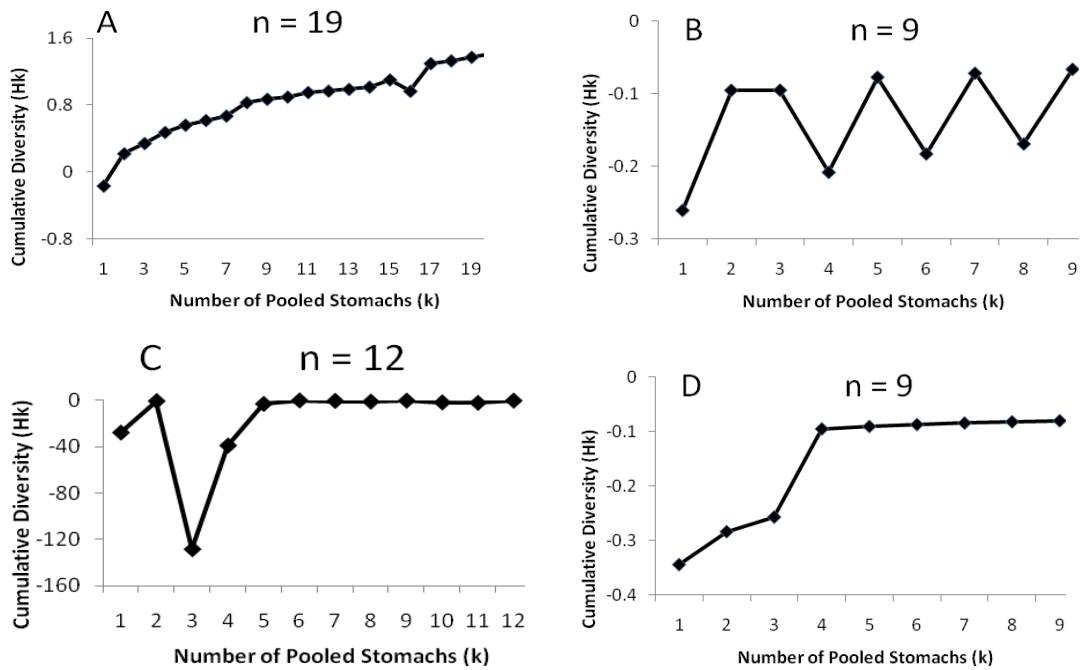 A n = 19
Cumulative Diversity (Hk)
1.6
0.8
0
-0.8
1 3 5 7 9 11 13 15 17 19
Number of Pooled Stomachs (k)
B n = 9
Cumulative Diversity (Hk)
-0
-0.1
-0.2
-0.3
1 2 3 4 5 6 7 8 9
Number of Pooled Stomachs (k)
C n = 12
Cumulative Diversity (Hk)
0
-40
-80
-120
-160
1 2 3 4 5 6 7 8 9 10 11 12
Number of Pooled Stomachs (k)
D n = 9
Cumulative Diversity (Hk)
0
-0.1
-0.2
-0.3
-0.4
1 2 3 4 5 6 7 8 9
Number of Pooled Stomachs (k)